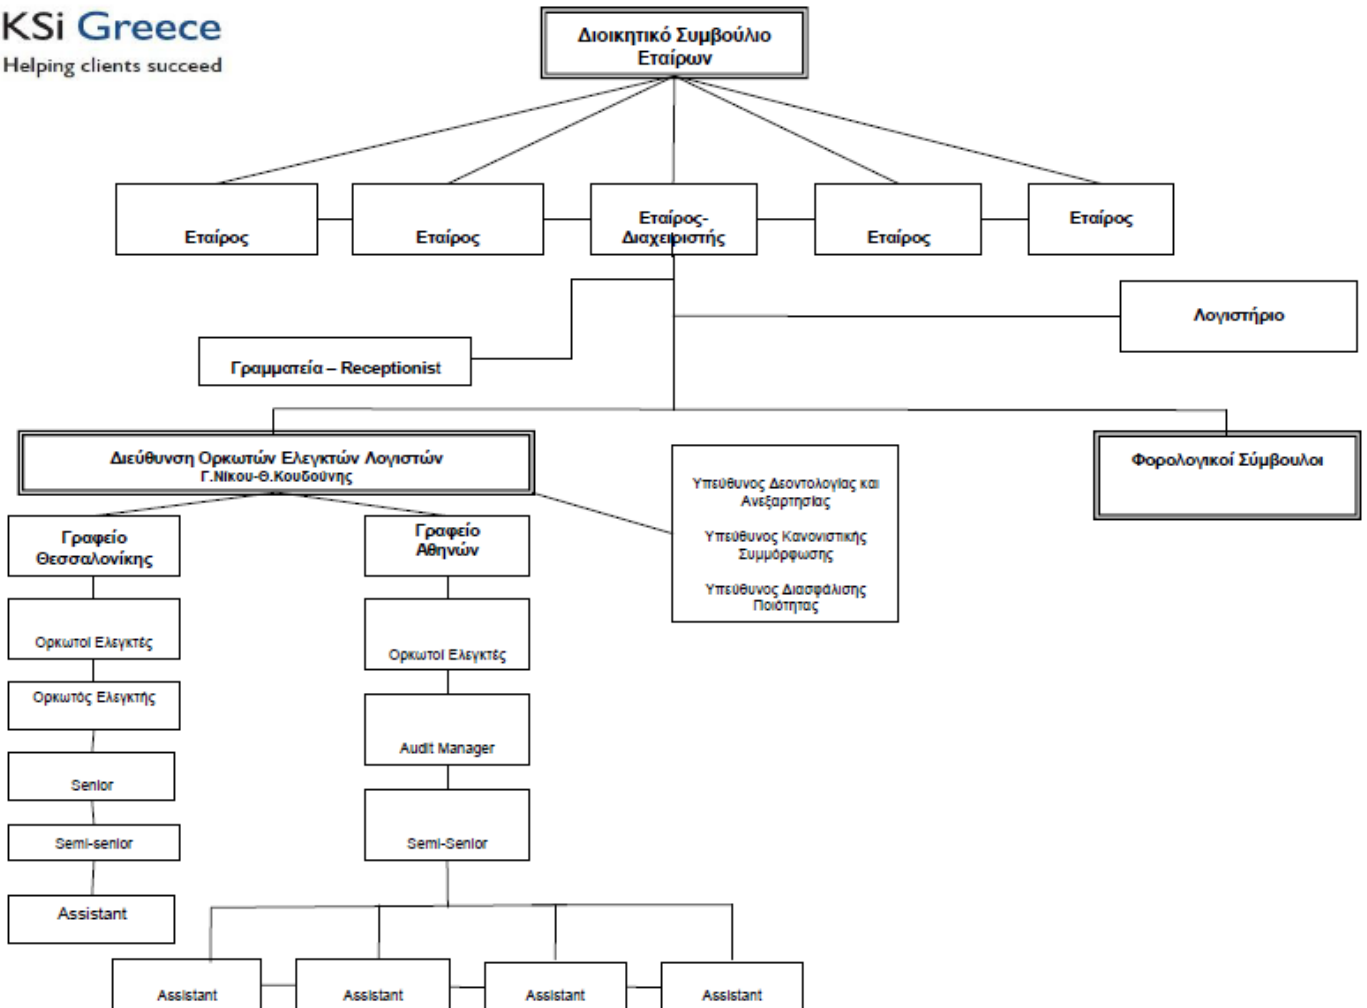 KSi Greece
Helping clients succeed
Διοικητικό Συμβούλιο
Εταίρων
Εταίρος
Εταίρος
Εταίρος-
Διαχειριστής
Εταίρος
Εταίρος
Λογιστήριο
Γραμματεία – Receptionist
Διεύθυνση Ορκωτών Ελεγκτών Λογιστών
Γ.Νίκου-Θ.Κουδούνης
Φορολογικοί Σύμβουλοι
Υπεύθυνος Δεοντολογίας και
Ανεξαρτησίας
Υπεύθυνος Κανονιστικής
Συμμόρφωσης
Υπεύθυνος Διασφάλισης
Ποιότητας
Γραφείο
Θεσσαλονίκης
Γραφείο
Αθηνών
Ορκωτοί Ελεγκτές
Ορκωτοί Ελεγκτές
Ορκωτός Ελεγκτής
Audit Manager
Senior
Semi-senior
Semi-Senior
Assistant
Assistant
Assistant
Assistant
Assistant